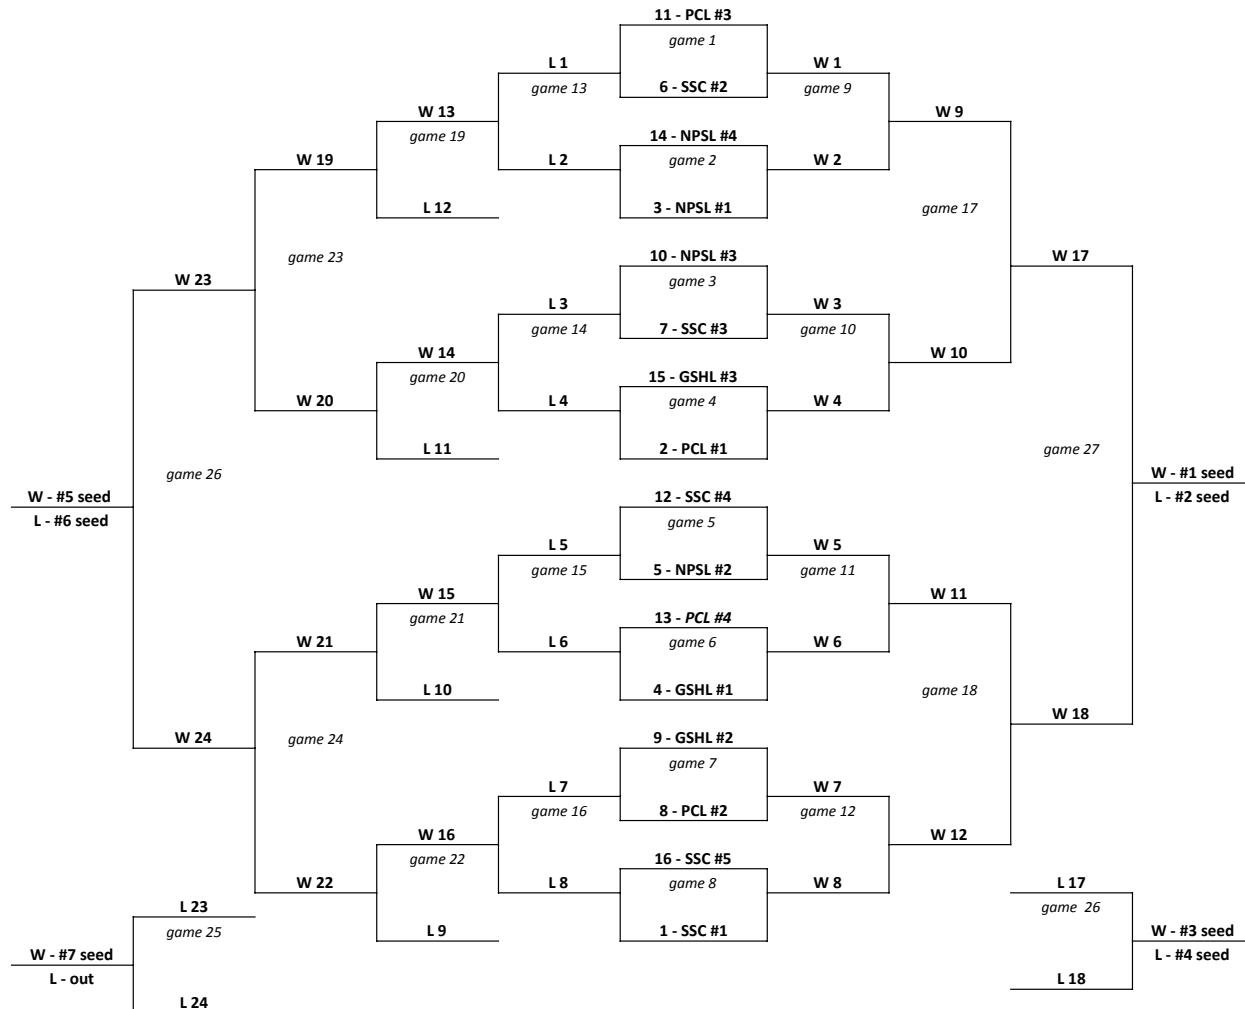 11 - PCL #3
game 1
L 1
W 1
game 13
6 - SSC #2
game 9
W 13
W 9
game 19
14 - NPSL #4
W 19
L 2
game 2
W 2
L 12
3 - NPSL #1
game 17
game 23
10 - NPSL #3
W 17
W 23
game 3
L 3
W 3
game 14
7 - SSC #3
game 10
W 14
W 10
game 20
15 - GSHL #3
W 20
L 4
game 4
W 4
L 11
2 - PCL #1
game 27
game 26
W - #5 seed
12 - SSC #4
W - #1 seed
L - #6 seed
game 5
L - #2 seed
L 5
W 5
game 15
5 - NPSL #2
game 11
W 15
W 11
game 21
13 - PCL #4
W 21
L 6
game 6
W 6
L 10
4 - GSHL #1
game 18
W 18
W 24
game 24
9 - GSHL #2
game 7
L 7
W 7
game 16
8 - PCL #2
game 12
W 16
W 12
game 22
16 - SSC #5
W 22
L 8
game 8
W 8
L 17
L 23
game 26
game 25
L 9
1 - SSC #1
W - #3 seed
W - #7 seed
L - #4 seed
L - out
L 18
L 24